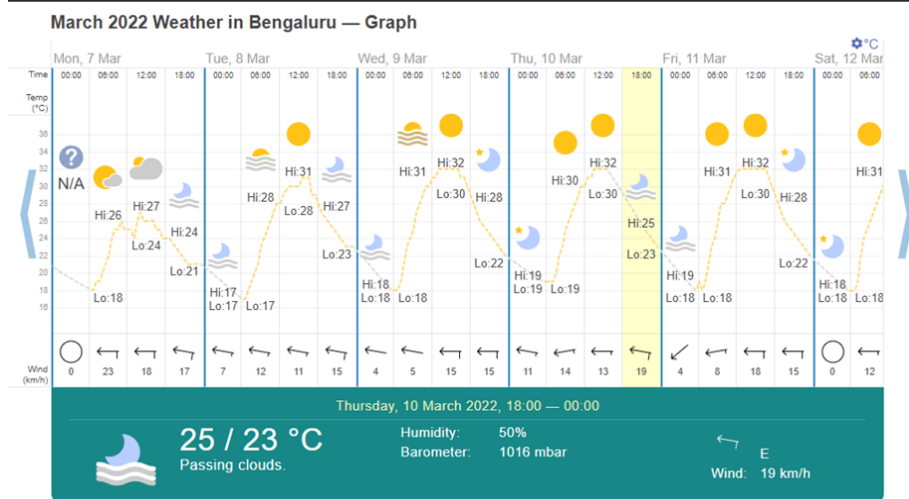 March 2022 Weather in Bengaluru — Graph
°C
Mon, 7 Mar Tue, 8 Mar Wed, 9 Mar Thu, 10 Mar Fri, 11 Mar Sat, 12 Mar
Time 00:00 06:00 12:00 18:00 00:00 06:00 12:00 18:00 00:00 06:00 12:00 18:00 00:00 06:00 12:00 18:00 00:00 06:00 12:00 18:00 00:00 06:00
Temp
(°C)
36
34
32
30
28
26
24
22
20
18
16
?
N/A
Hi:26
Lo:18
Hi:27
Lo:24
Hi:24
Lo:21
Hi:17
Lo:17
Hi:28
Lo:17
Hi:31
Lo:28
Hi:27
Lo:23
Hi:18
Lo:18
Hi:31
Lo:18
Hi:32
Lo:30
Hi:28
Lo:22
Hi:19
Lo:19
Hi:30
Lo:19
Hi:32
Lo:30
Hi:25
Lo:23
Hi:19
Lo:18
Hi:31
Lo:18
Hi:32
Lo:30
Hi:28
Lo:22
Hi:18
Lo:18
Hi:31
Lo:18
Wind
(km/h)
0 23 18 17 7 12 11 15 4 5 15 15 11 14 13 19 4 8 18 15 0 12
Thursday, 10 March 2022, 18:00 — 00:00
25 / 23 °C
Passing clouds.
Humidity: 50%
Barometer: 1016 mbar
E
Wind: 19 km/h